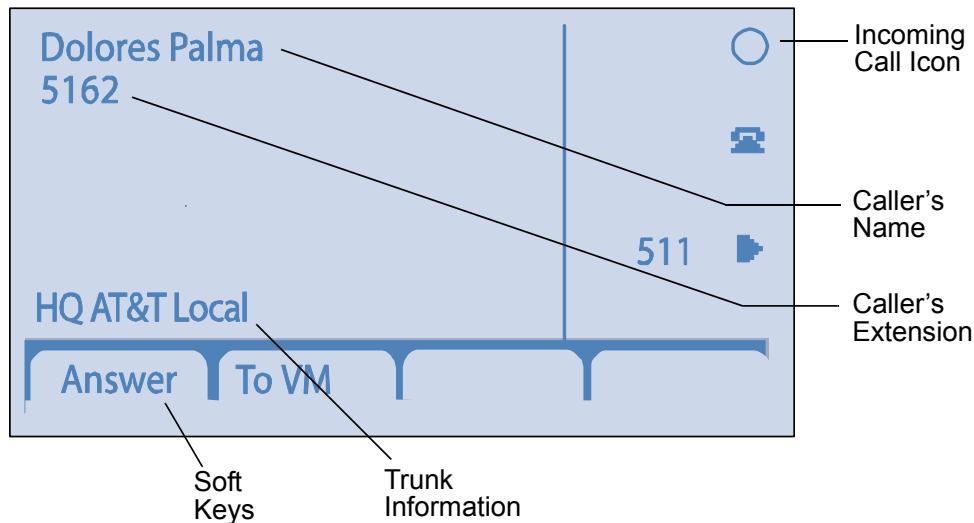 Dolores Palma
5162
Incoming
Call Icon
Caller's
Name
511
Caller's
Extension
HQ AT&T Local
Answer
To VM
Soft
Keys
Trunk
Information